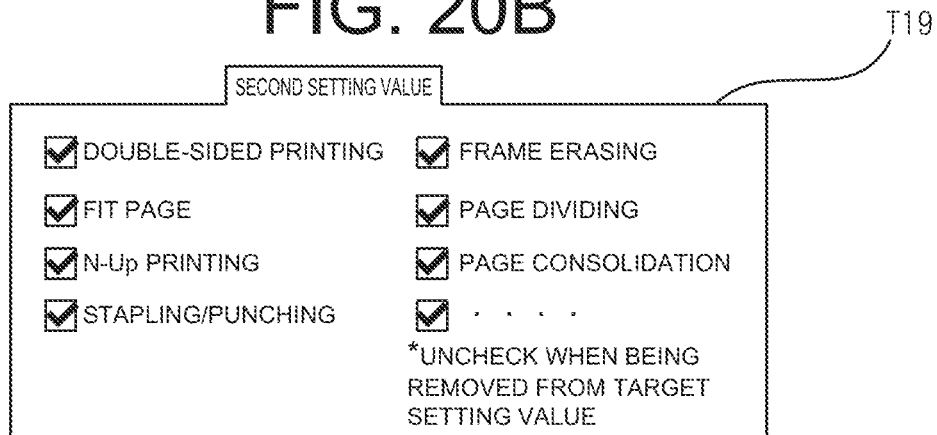 FIG. 20B
T19
SECOND SETTING VALUE
DOUBLE-SIDED PRINTING
FRAME ERASING
FIT PAGE
PAGE DIVIDING
N-Up PRINTING
PAGE CONSOLIDATION
STAPLING/PUNCHING
. . . .
*UNCHECK WHEN BEING
REMOVED FROM TARGET
SETTING VALUE